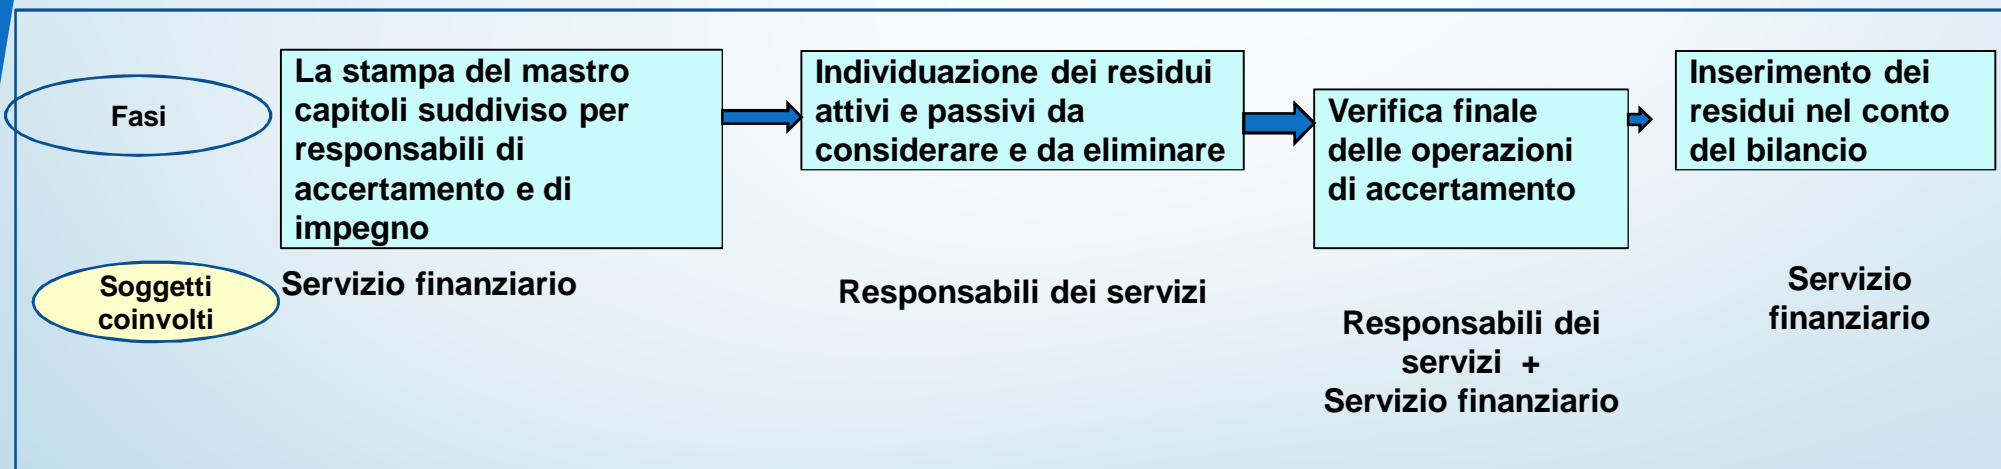 Fasi
La stampa del mastro
capitoli suddiviso per
responsabili di
accertamento e di
impegno
Individuazione dei residui
attivi e passivi da
considerare e da eliminare
Verifica finale
delle operazioni
di accertamento
Inserimento dei
residui nel conto
del bilancio
Soggetti
coinvolti
Servizio finanziario
Responsabili dei servizi
Responsabili dei
servizi +
Servizio finanziario
Servizio
finanziario